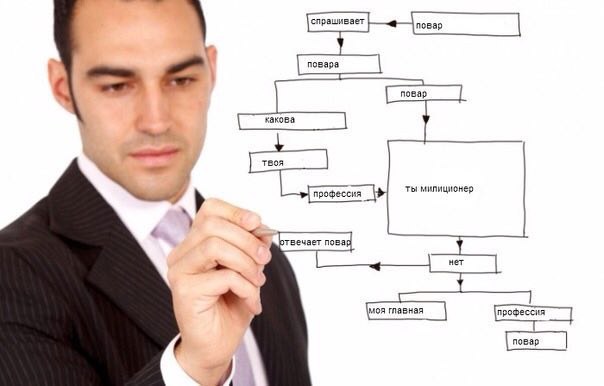 спрашивает
повар
повара
повар
какова
твоя
профессия
ты милиционер
отвечает повар
нет
моя главная
профессия
повар